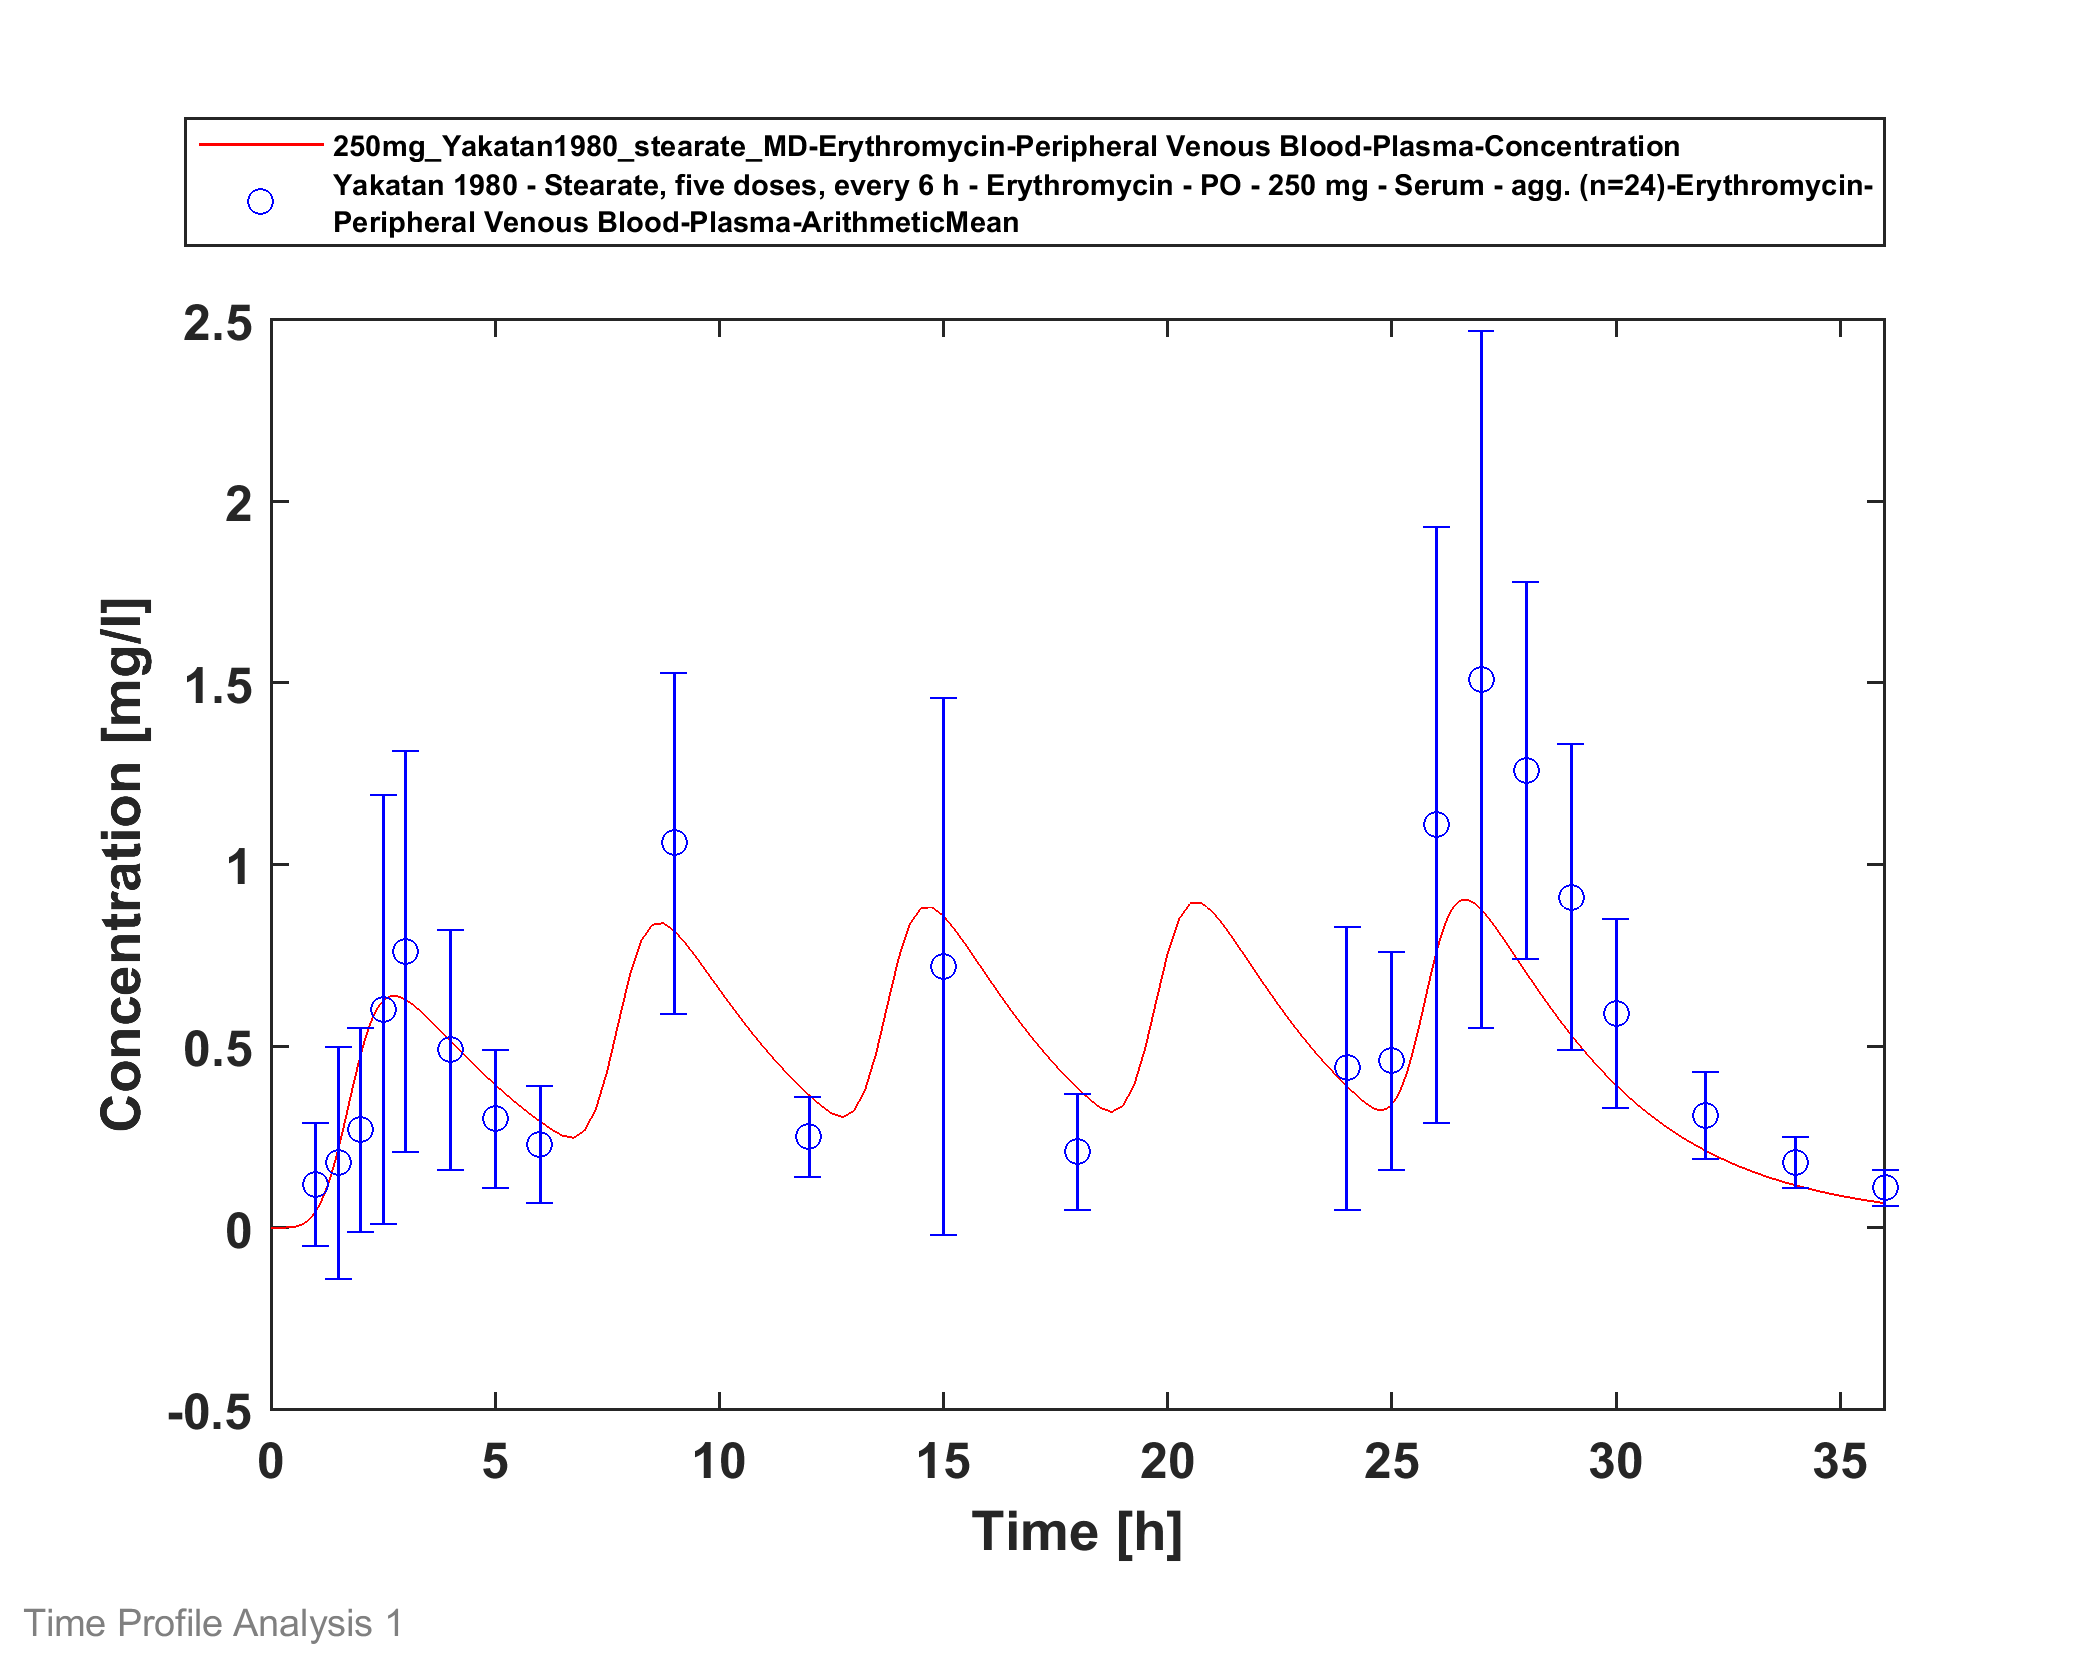 250mg_Yakatan1980_stearate_MD-Erythromycin-Peripheral Venous Blood-Plasma-Concentration
Yakatan 1980 - Stearate, five doses, every 6 h - Erythromycin - PO - 250 mg - Serum - agg. (n=24)-Erythromycin-
Peripheral Venous Blood-Plasma-ArithmeticMean
2.5
2
1.5
1
0.5
0
-0.5
Concentration [mg/l]
0 5 10 15 20 25 30 35
Time [h]
Time Profile Analysis 1